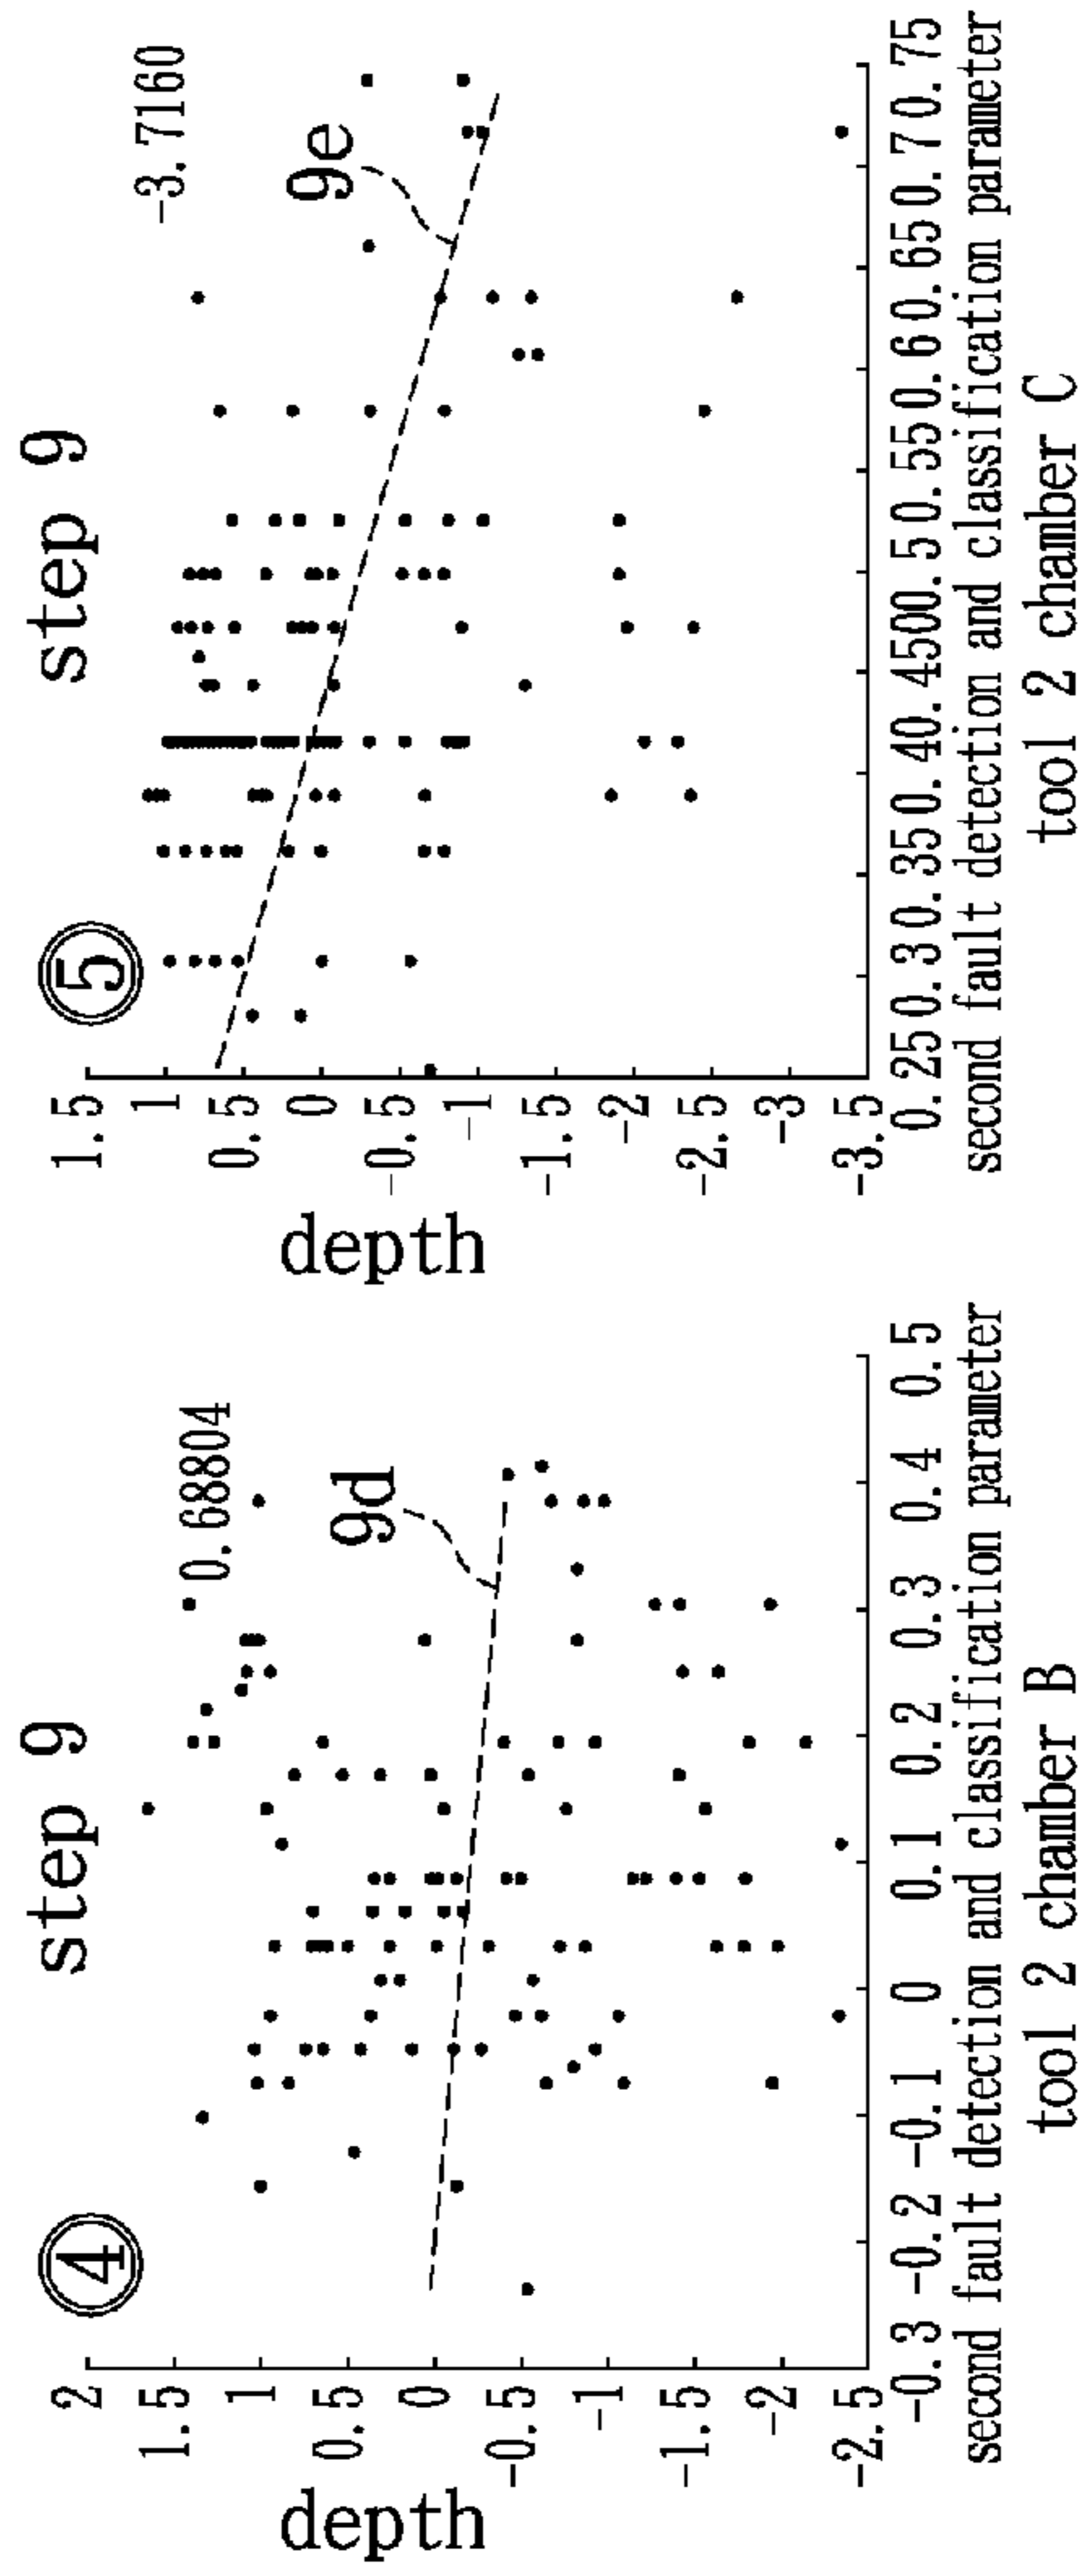 4
step 9
2
1.5
1
0.5
0
-0.5
-1
-1.5
-2
-2.5
depth
0.68804
9d
-0.3 -0.2 -0.1 0 0.1 0.2 0.3 0.4 0.5
second fault detection and classification parameter
tool 2 chamber B
5
step 9
1.5
1
0.5
0
-0.5
-1
-1.5
-2
-2.5
-3
-3.5
depth
-3.7160
9e
0.25 0.3 0.35 0.40.4500.5 0.55 0.6 0.65 0.7 0.75
second fault detection and classification parameter
tool 2 chamber C